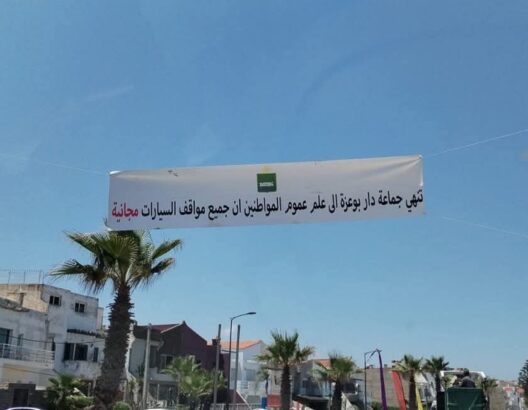 تنهي جماعة دار بوعزة الى علم عموم المواطنين ان جميع مواقف السيارات مجانية